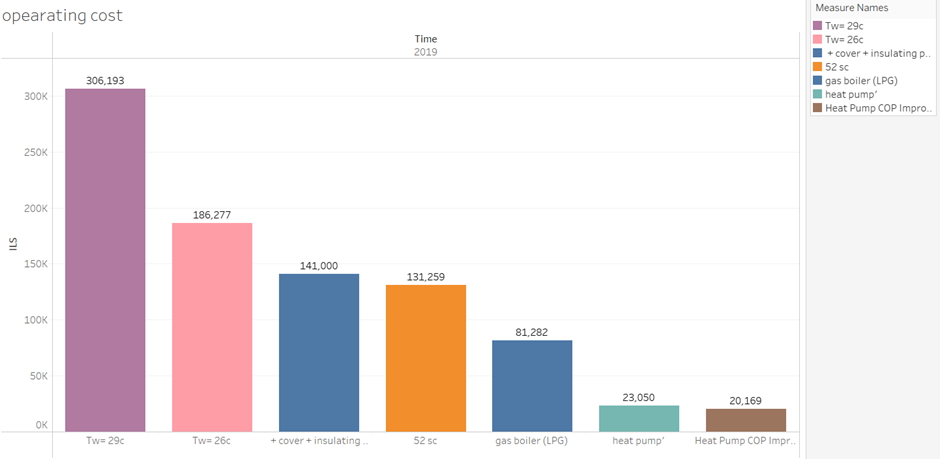 opearating cost
Time
2019
ILS
300K
250K
200K
150K
100K
50K
0K
306,193
186,277
141,000
131,259
81,282
23,050
20,169
Tw= 29c
Tw= 26c
+ cover + insulating ..
52 sc
gas boiler (LPG)
heat pump’
Heat Pump COP Impr..
Measure Names
Tw= 29c
Tw= 26c
+ cover + insulating p..
52 sc
gas boiler (LPG)
heat pump’
Heat Pump COP Impro..